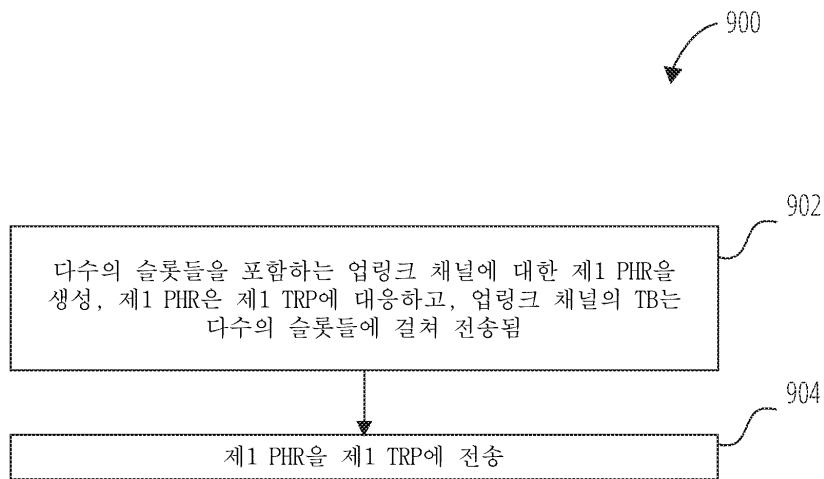 900
902
다수의 슬롯들을 포함하는 업링크 채널에 대한 제1 PHR을
생성, 제1 PHR은 제1 TRP에 대응하고, 업링크 채널의 TB는
다수의 슬롯들에 걸쳐 전송됨
904
제1 PHR을 제1 TRP에 전송